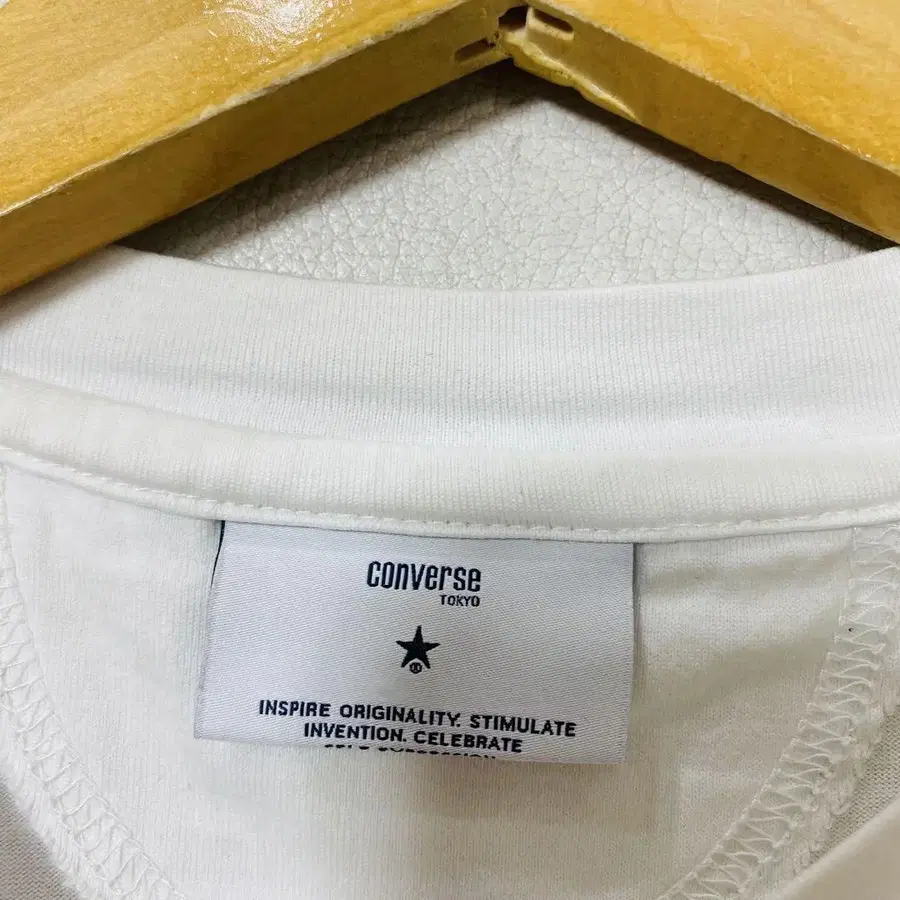 CONVERSE
TOKYO
INSPIRE ORIGINALITY. STIMULATE
INVENTION. CELEBRATE